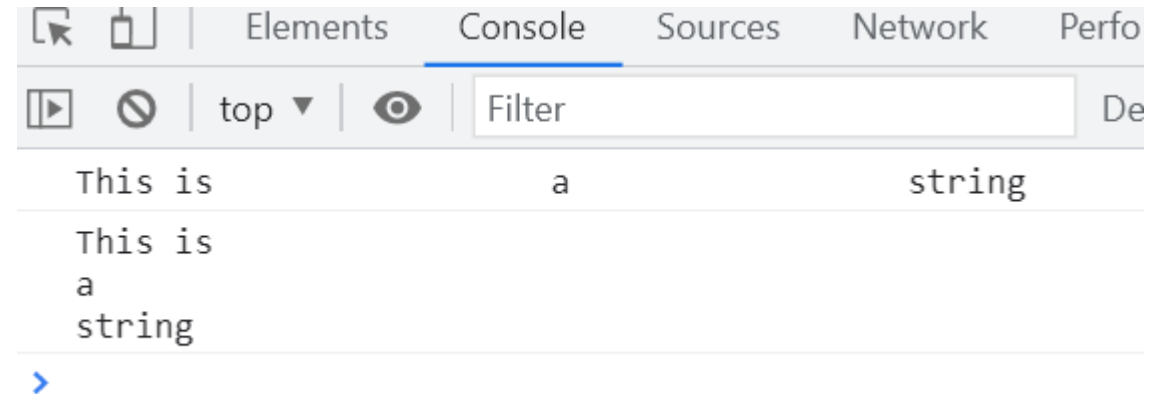 Elements Console Sources Network Perfo
top ▼ Filter De
This is a string
This is
a
string
>